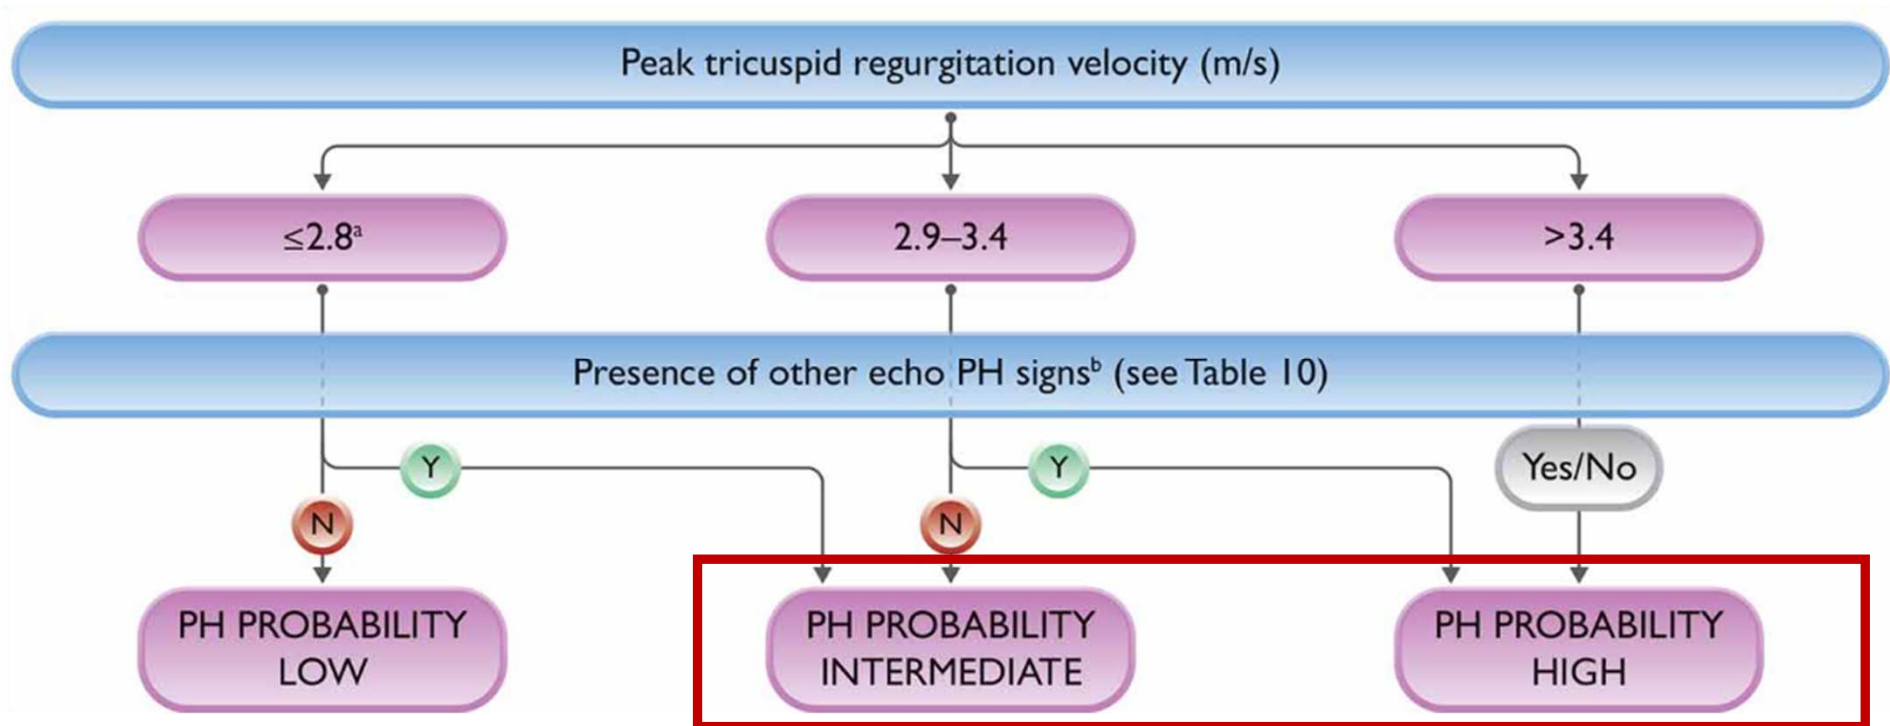 Peak tricuspid regurgitation velocity (m/s)
≤2.8ᵃ
2.9–3.4
>3.4
Presence of other echo PH signsᵇ (see Table 10)
Y
Y
Yes/No
N
N
PH PROBABILITY
LOW
PH PROBABILITY
INTERMEDIATE
PH PROBABILITY
HIGH